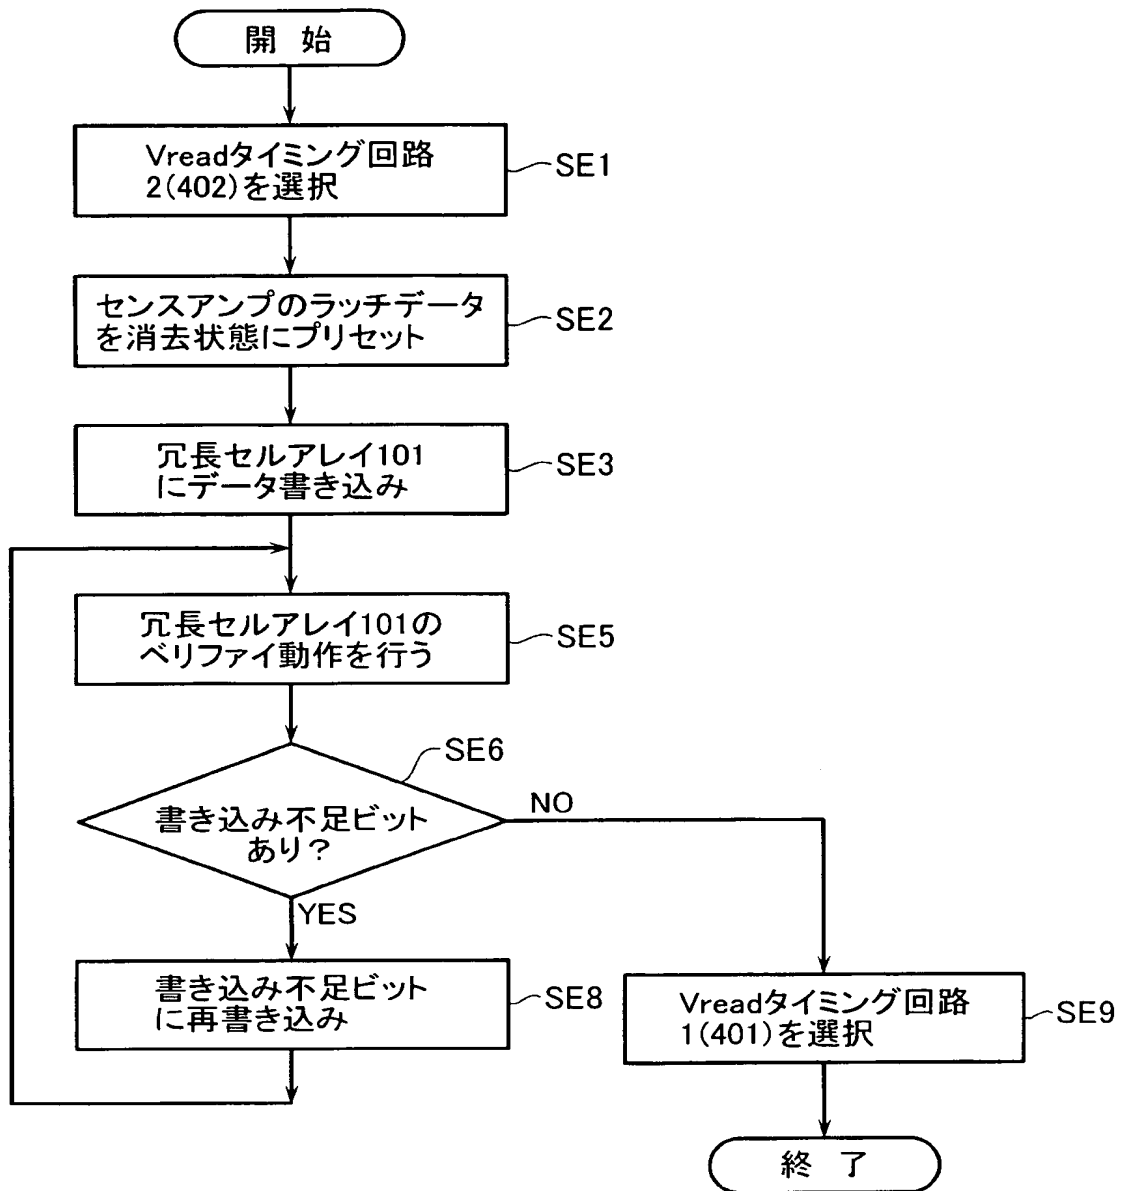 開 始
Vreadタイミング回路
2(402)を選択
SE1
センスアンプのラッチデータ
を消去状態にプリセット
SE2
冗長セルアレイ101
にデータ書き込み
SE3
冗長セルアレイ101の
ベリファイ動作を行う
SE5
SE6
書き込み不足ビット
あり?
NO
YES
書き込み不足ビット
に再書き込み
SE8
Vreadタイミング回路
1(401)を選択
SE9
終 了